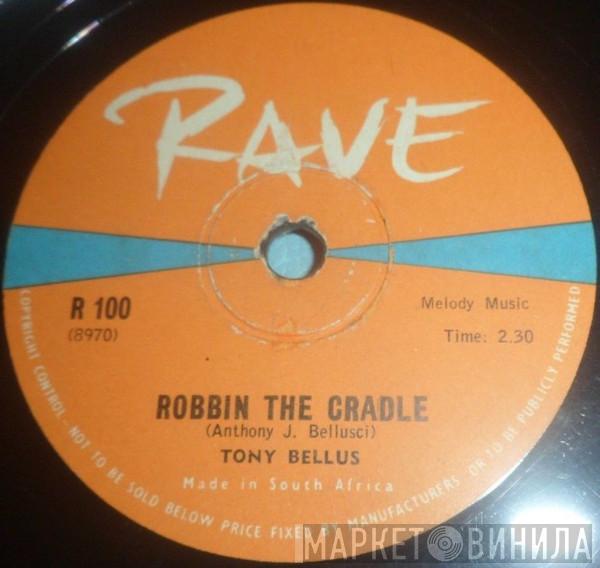 RAVE
R 100
(8970)
Melody Music
Time: 2.30
ROBBIN THE CRADLE
(Anthony J. Bellusci)
TONY BELLUS
Made in South Africa
COPYRIGHT CONTROL - NOT TO BE SOLD BELOW PRICE FIXED BY MANUFACTURERS OR TO BE PUBLICLY PERFORMED
МАРКЕТ ВИНИЛА